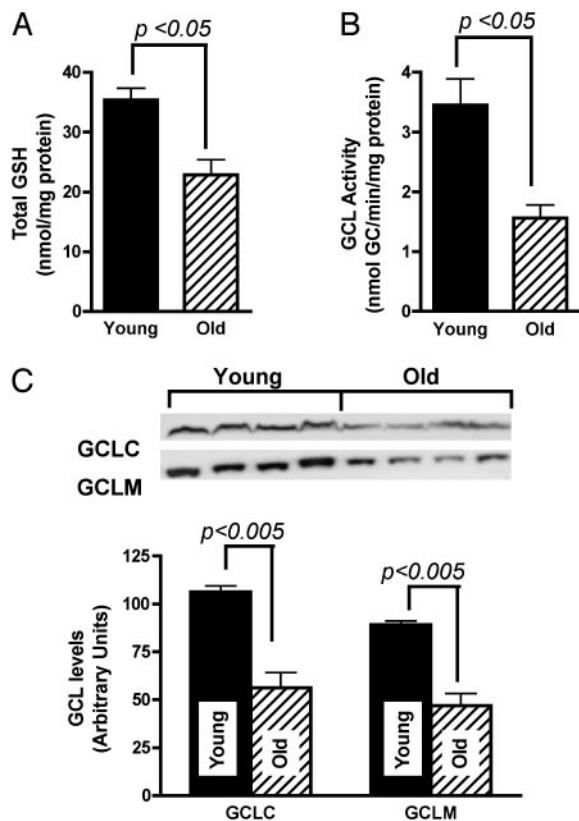 A
p <0.05
Total GSH
(nmol/mg protein)
40
30
20
10
0
Young Old
B
p <0.05
GCL Activity
(nmol GC/min/mg protein)
4
3
2
1
0
Young Old
C
Young Old
GCLC
GCLM
p<0.005
p<0.005
GCL levels
(Arbitrary Units)
125
100
75
50
25
0
Young
Old
Young
Old
GCLC GCLM